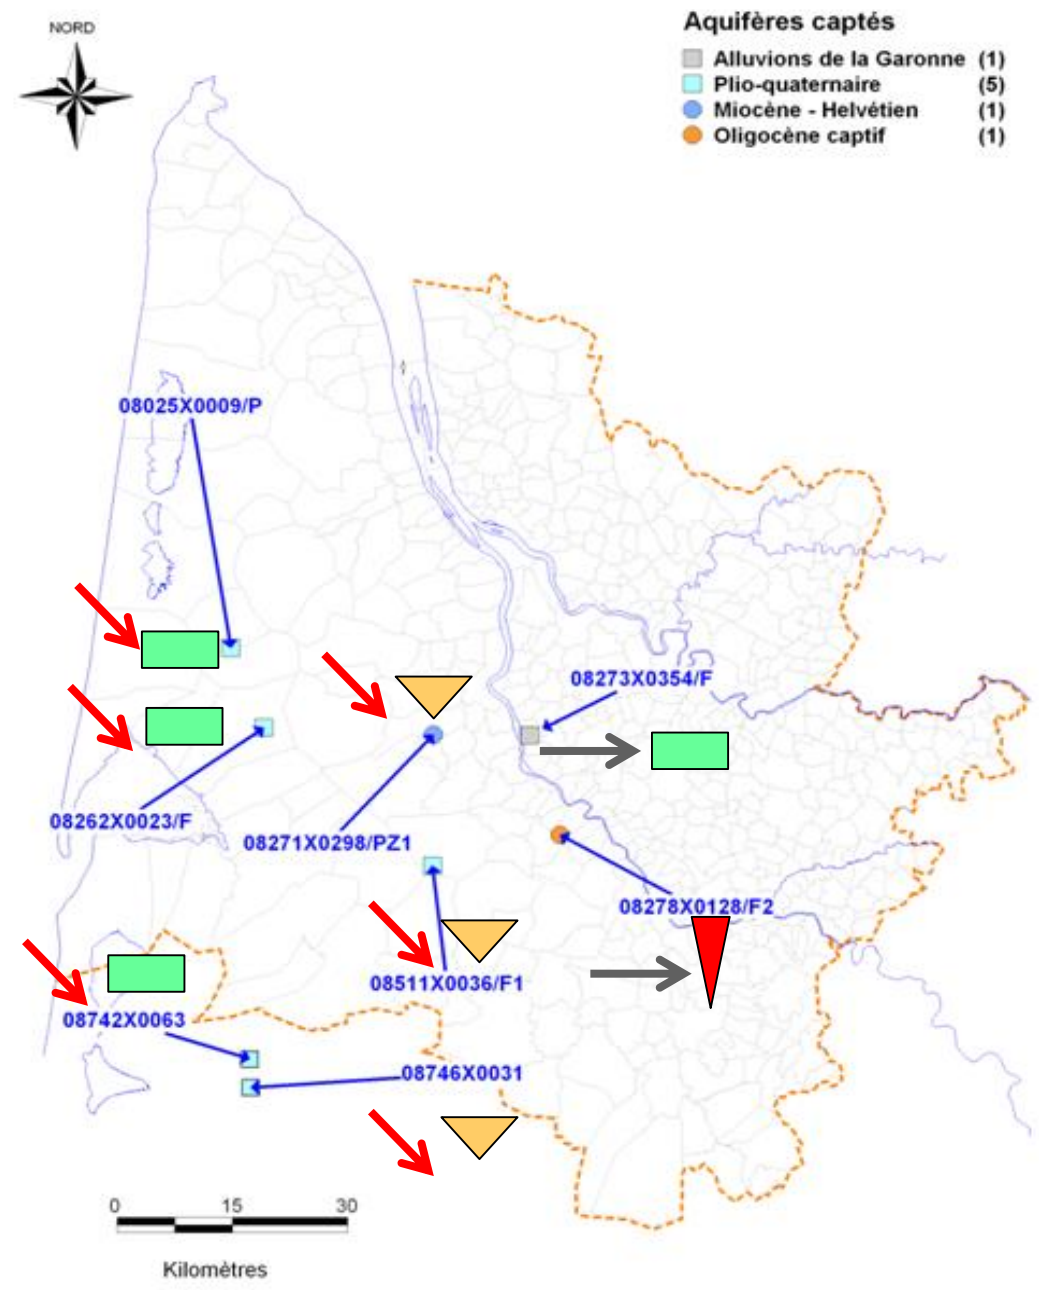 NORD
Aquifères captés
Alluvions de la Garonne (1)
Plio-quaternaire (5)
Miocène - Helvétien (1)
Oligocène captif (1)
08025X0009/P
08273X0354/F
08262X0023/F
08271X0298/PZ1
08278X0128/F2
08511X0036/F1
08742X0063
08746X0031
0 15 30
Kilomètres